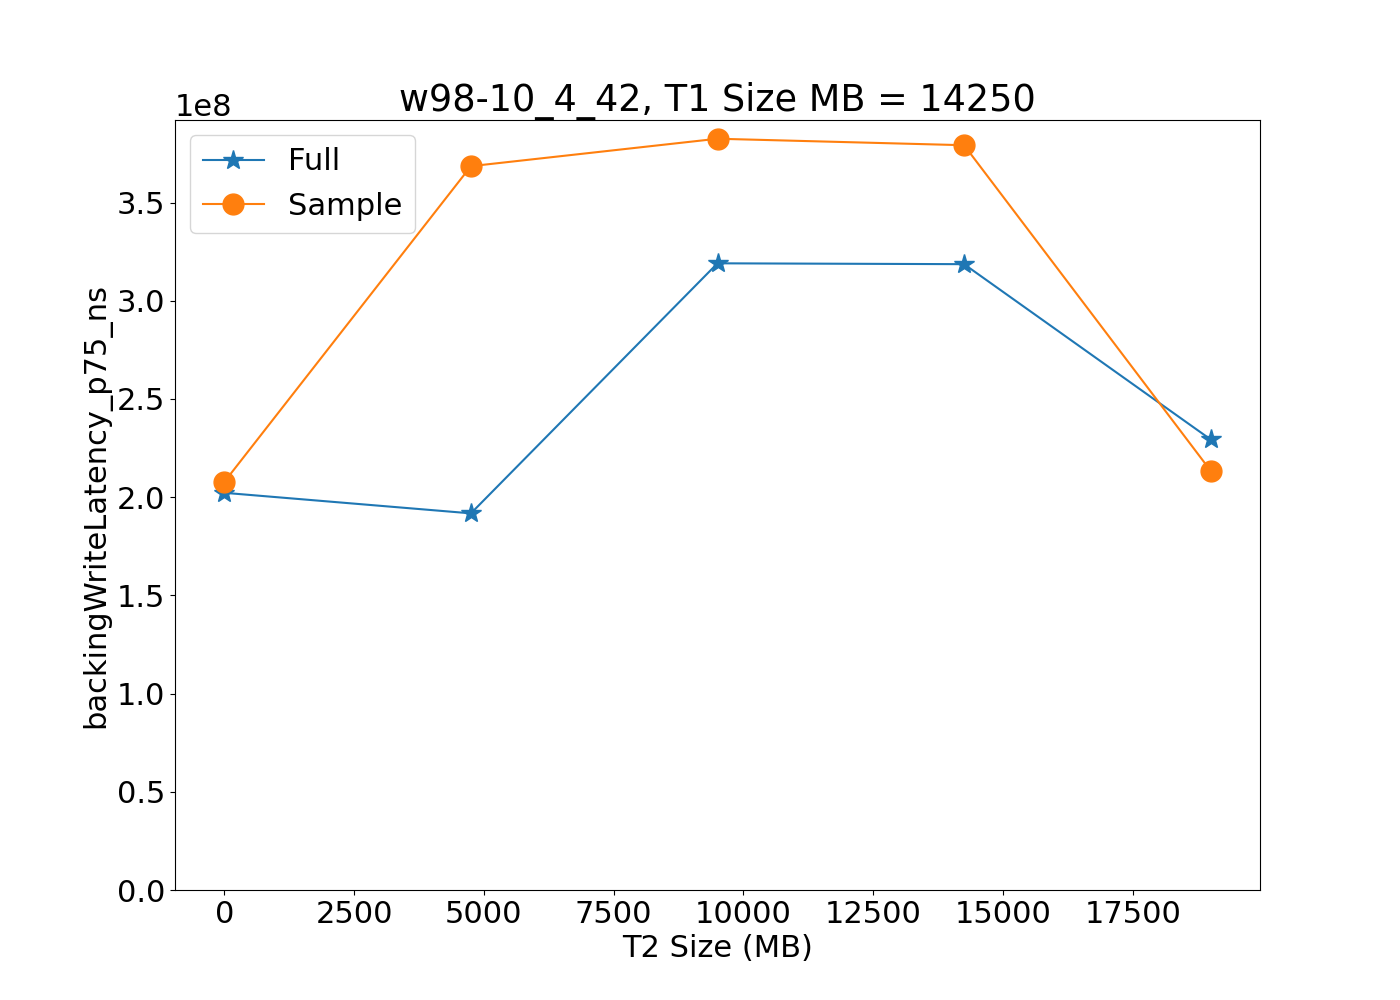 w98-10_4_42, T1 Size MB = 14250
1e8
Full
Sample
3.5
3.0
2.5
2.0
1.5
1.0
0.5
0.0
backingWriteLatency_p75_ns
0 2500 5000 7500 10000 12500 15000 17500
T2 Size (MB)